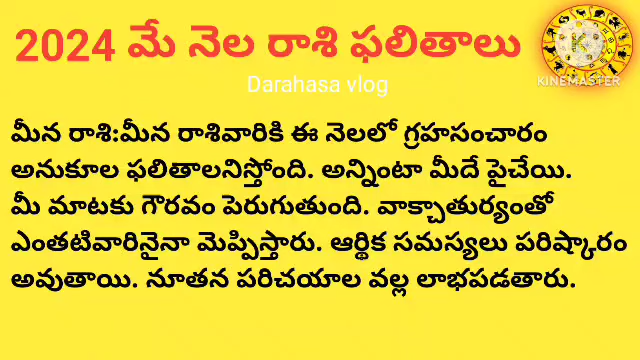 2024 మే నెల రాశి ఫలితాలు
Darahasa vlog
KINEMASTER
మీన రాశి:మీన రాశివారికి ఈ నెలలో గ్రహసంచారం
అనుకూల ఫలితాలనిస్తోంది. అన్నింటా మీదే పైచేయి.
మీ మాటకు గౌరవం పెరుగుతుంది. వాక్చాతుర్యంతో
ఎంతటివారినైనా మెప్పిస్తారు. ఆర్థిక సమస్యలు పరిష్కారం
అవుతాయి. నూతన పరిచయాల వల్ల లాభపడతారు.